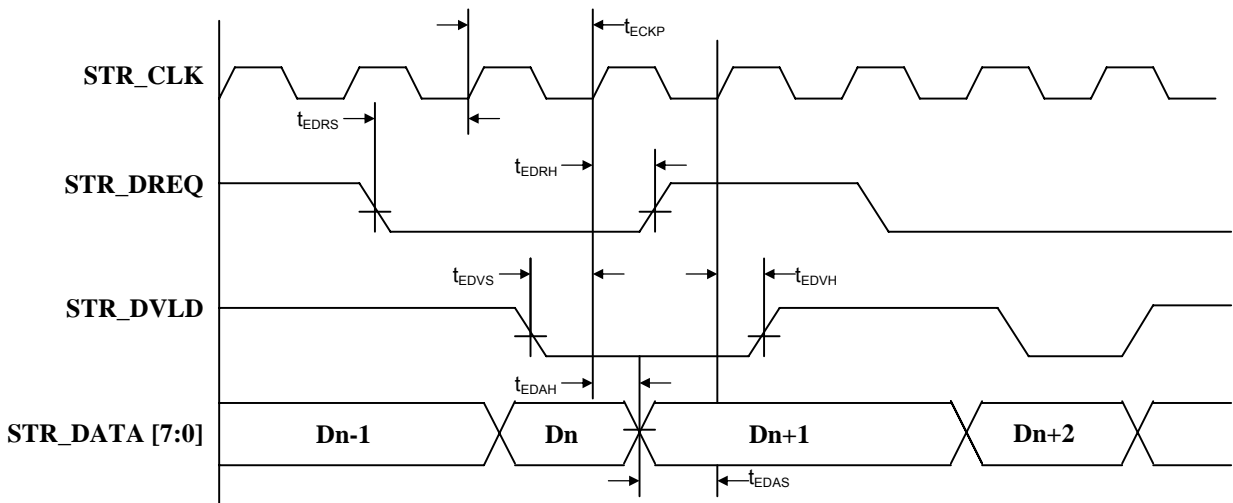 tECKP
STR_CLK
tEDRS
tEDRH
STR_DREQ
tEDVS
tEDVH
STR_DVLD
tEDAH
STR_DATA [7:0]
Dn-1
Dn
Dn+1
Dn+2
tEDAS